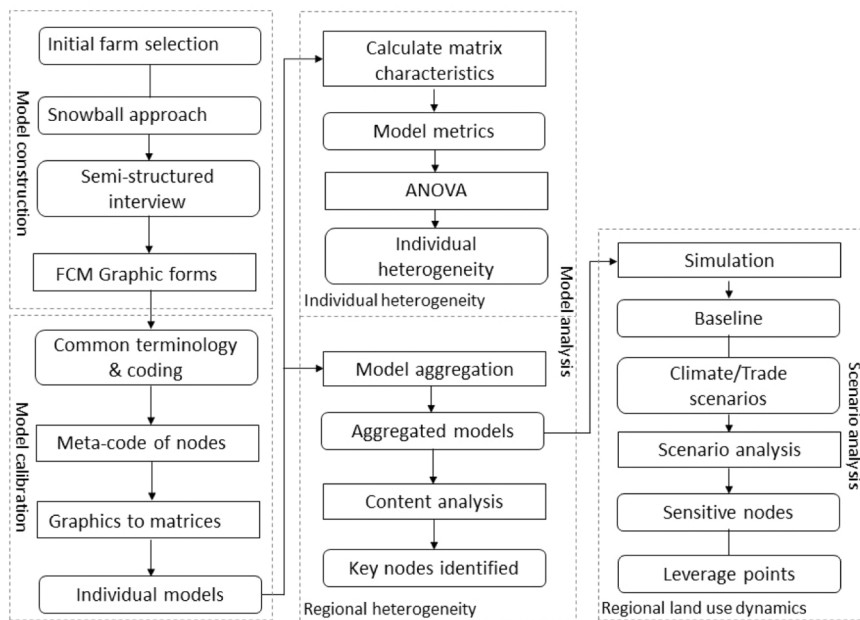 Initial farm selection
Snowball approach
Semi-structured
interview
FCM Graphic forms
Model construction
Common terminology
& coding
Meta-code of nodes
Graphics to matrices
Individual models
Model calibration
Calculate matrix
characteristics
Model metrics
ANOVA
Individual
heterogeneity
Individual heterogeneity
Model aggregation
Aggregated models
Content analysis
Key nodes identified
Regional heterogeneity
Model analysis
Simulation
Baseline
Climate/Trade
scenarios
Scenario analysis
Sensitive nodes
Leverage points
Regional land use dynamics
Scenario analysis